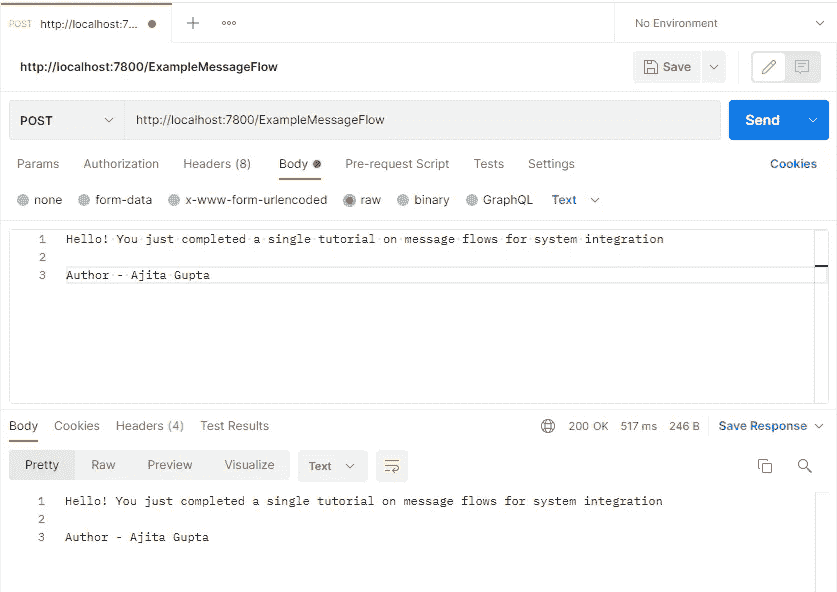 POST http://localhost:7... No Environment
http://localhost:7800/ExampleMessageFlow Save
POST http://localhost:7800/ExampleMessageFlow Send
Params Authorization Headers (8) Body Pre-request Script Tests Settings Cookies
none form-data x-www-form-urlencoded raw binary GraphQL Text
1 Hello! You just completed a single tutorial on message flows for system integration
2
3 Author - Ajita Gupta
Body Cookies Headers (4) Test Results 200 OK 517 ms 246 B Save Response
Pretty Raw Preview Visualize Text
1 Hello! You just completed a single tutorial on message flows for system integration
2
3 Author - Ajita Gupta